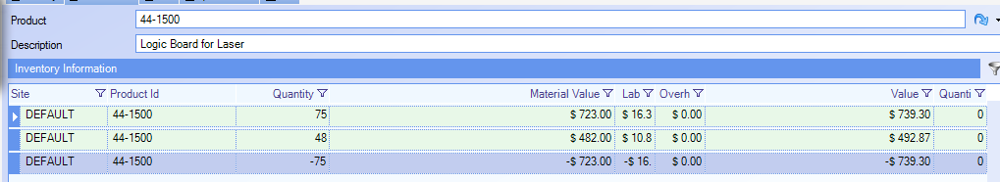 Product 44-1500
Description Logic Board for Laser
Inventory Information
Site Product Id Quantity Material Value Lab Overh Value Quanti
DEFAULT 44-1500 75 $ 723.00 $ 16.3 $ 0.00 $ 739.30 0
DEFAULT 44-1500 48 $ 482.00 $ 10.8 $ 0.00 $ 492.87 0
DEFAULT 44-1500 -75 -$ 723.00 -$ 16. $ 0.00 -$ 739.30 0